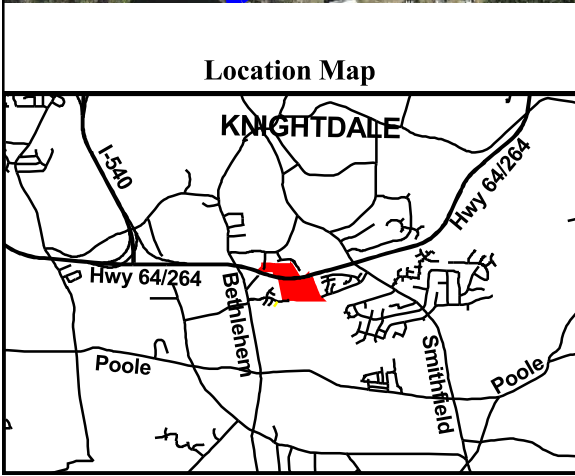 Location Map
KNIGHTDALE
I-540
Hwy 64/264
Hwy 64/264
Bethlehem
Poole
Smithfield
Poole